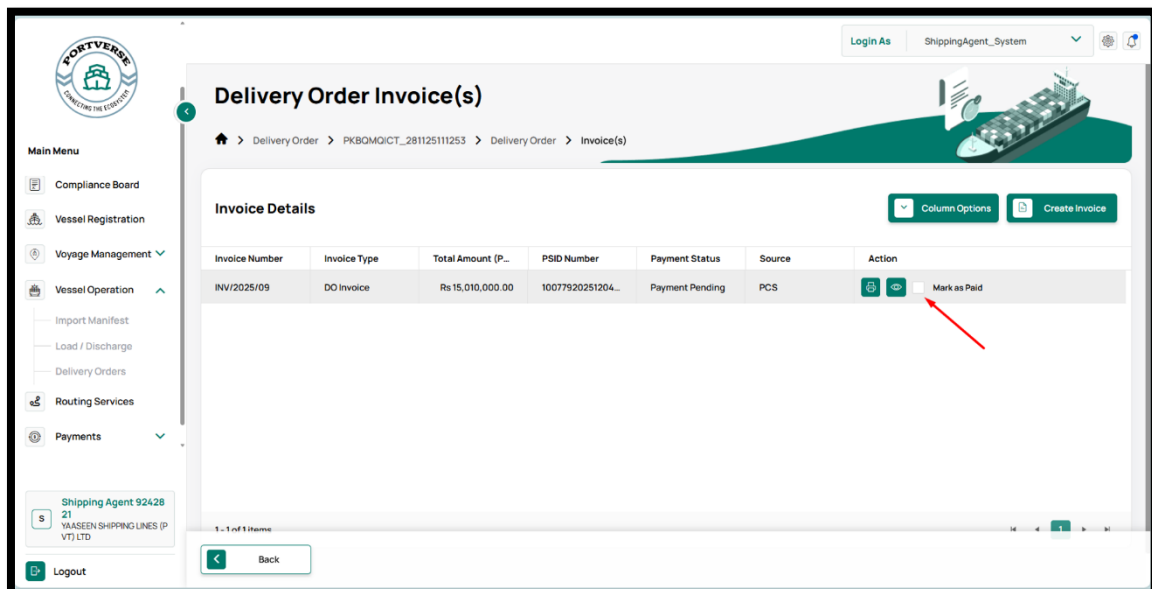 PORTVERSE
CONNECTING THE ECOSYSTEM
Login As ShippingAgent_System
Delivery Order Invoice(s)
Delivery Order > PKBQMQICT_281125111253 > Delivery Order > Invoice(s)
Main Menu
Compliance Board
Vessel Registration
Voyage Management
Vessel Operation
Import Manifest
Load / Discharge
Delivery Orders
Routing Services
Payments
Shipping Agent 92428
21
S
YAASEEN SHIPPING LINES (P
VT) LTD
Logout
Invoice Details
Column Options
Create Invoice
Invoice Number Invoice Type Total Amount (P... PSID Number Payment Status Source Action
INV/2025/09 DO Invoice Rs 15,010,000.00 10077920251204... Payment Pending PCS Mark as Paid
1 - 1 of 1 items
1
Back